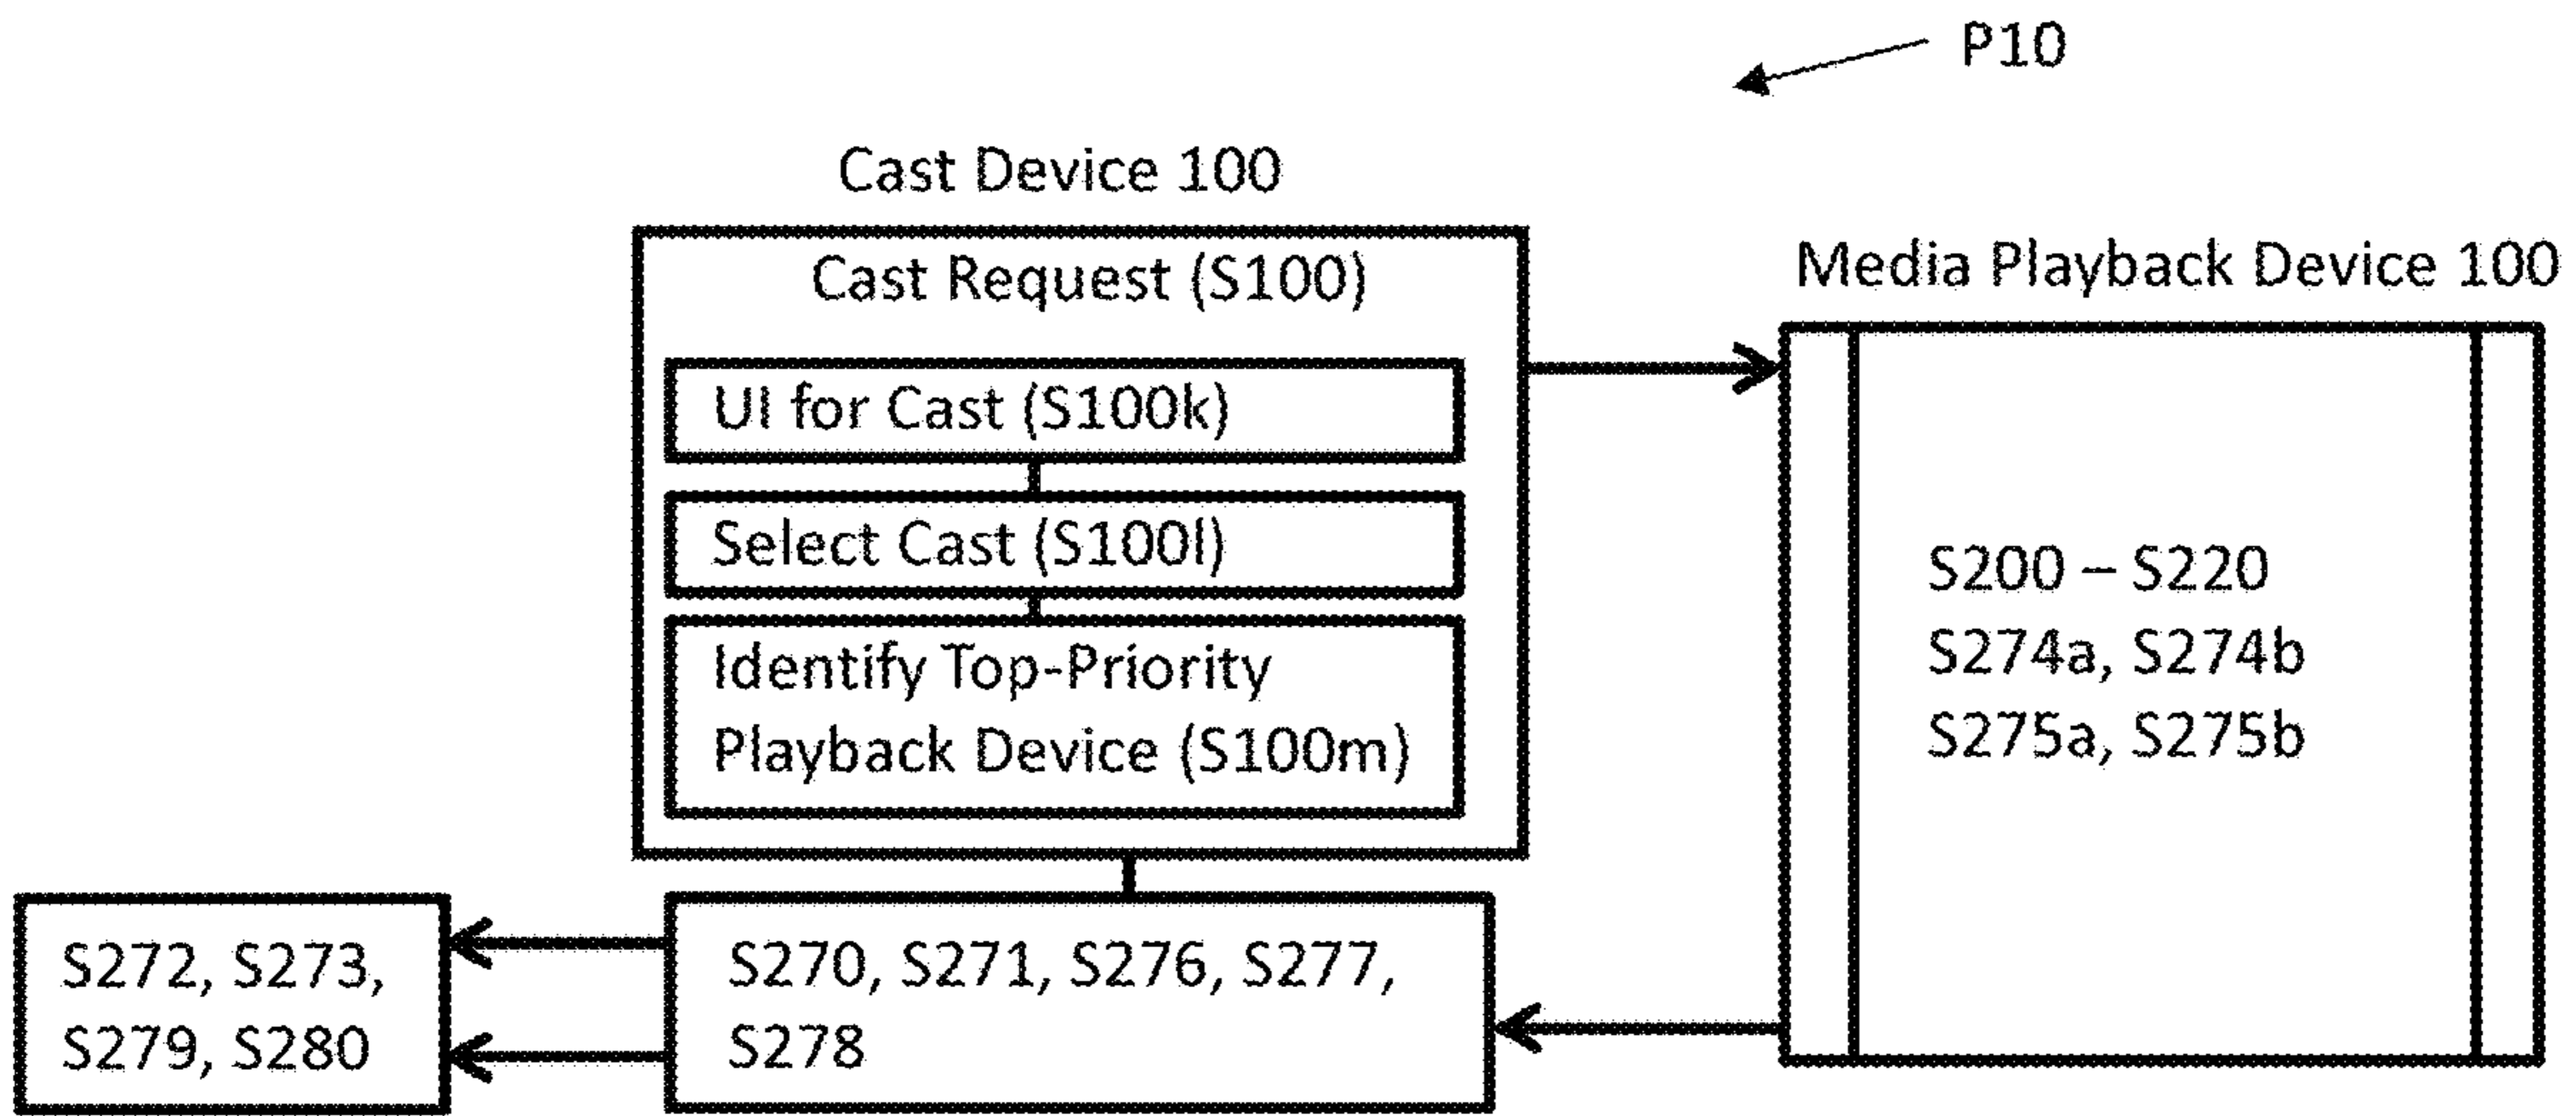 P10
Cast Device 100
Cast Request (S100)
UI for Cast (S100k)
Select Cast (S100l)
Identify Top-Priority
Playback Device (S100m)
Media Playback Device 100
S200 – S220
S274a, S274b
S275a, S275b
S272, S273,
S279, S280
S270, S271, S276, S277,
S278